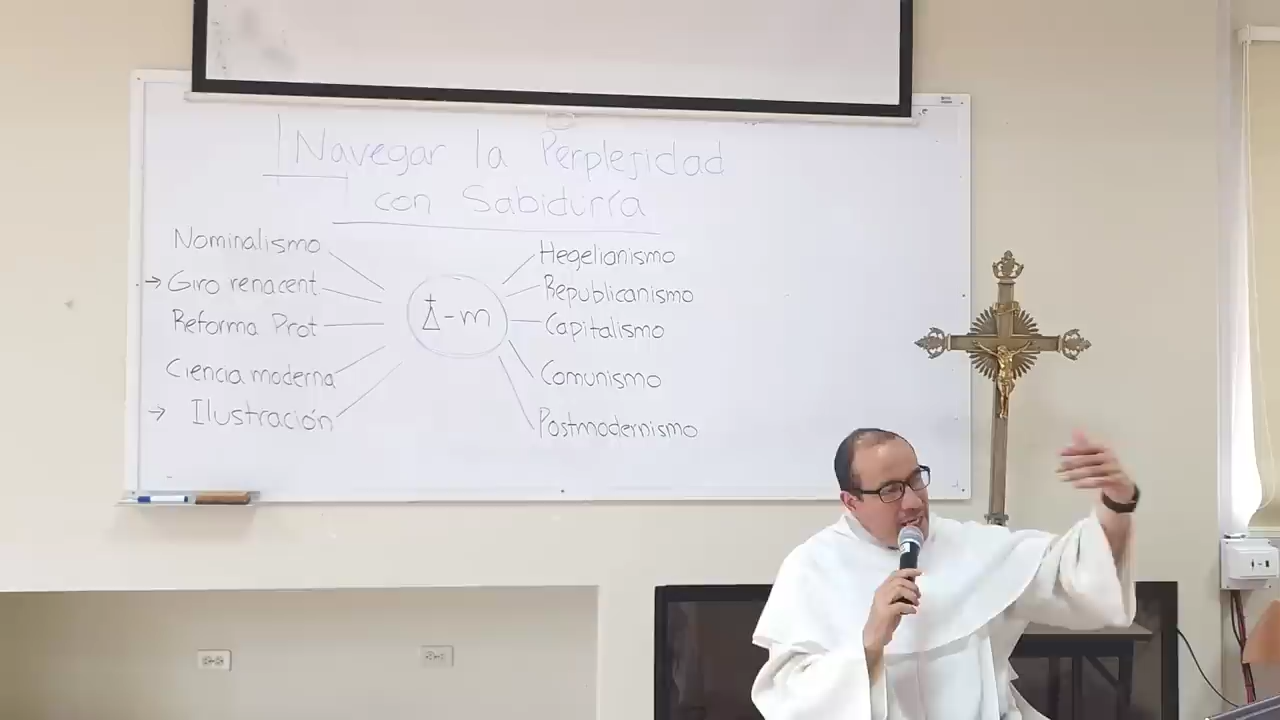 Navegar la Perplejidad
con Sabiduría
Nominalismo
→ Giro renacent.
Reforma Prot
Ciencia moderna
→ Ilustración
-m
Hegelianismo
Republicanismo
Capitalismo
Comunismo
Postmodernismo